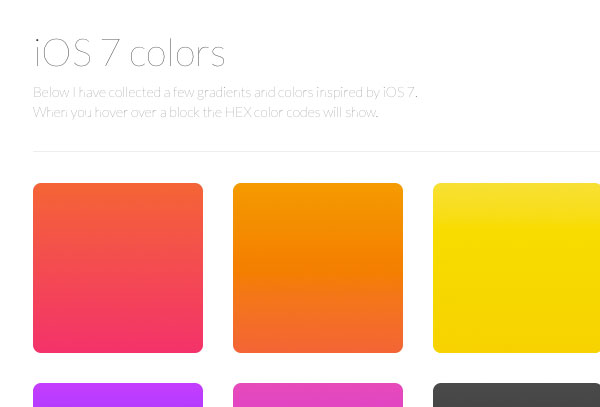 iOS 7 colors
Below I have collected a few gradients and colors inspired by iOS 7.
When you hover over a block the HEX color codes will show.